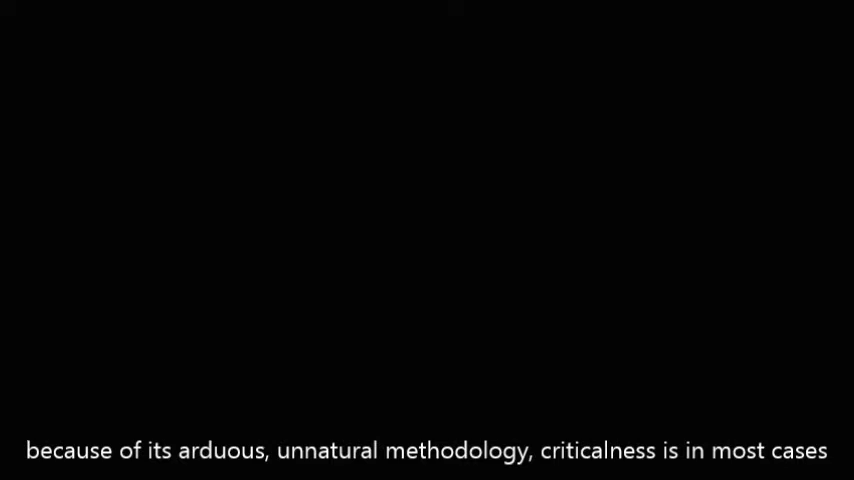 because of its arduous, unnatural methodology, criticalness is in most cases